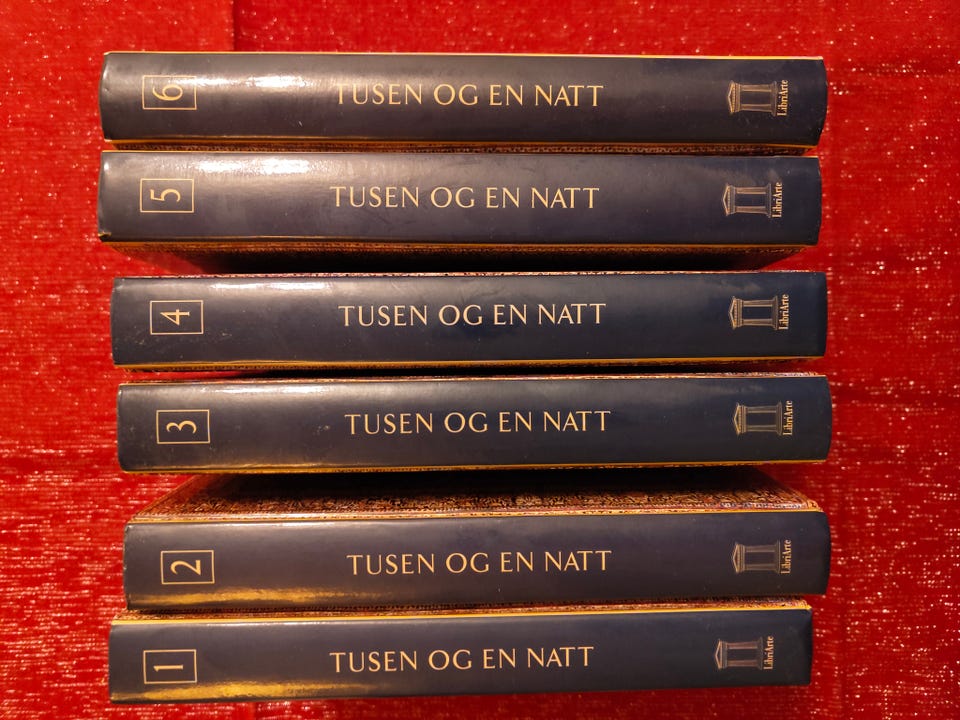 6 TUSEN OG EN NATT LibriArte
5 TUSEN OG EN NATT LibriArte
4 TUSEN OG EN NATT LibriArte
3 TUSEN OG EN NATT LibriArte
2 TUSEN OG EN NATT LibriArte
1 TUSEN OG EN NATT LibriArte